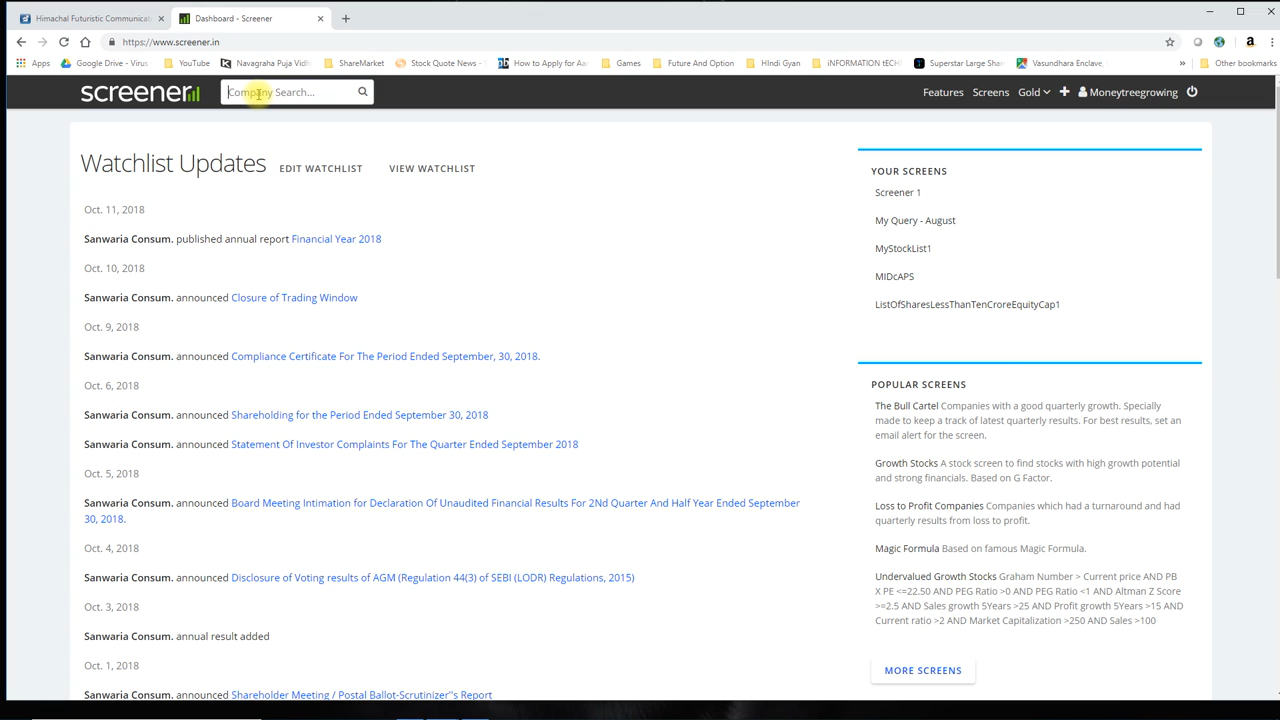 Himachal Futuristic Communicat
Dashboard - Screener
https://www.screener.in
Apps
Google Drive - Virus
YouTube
Navagraha Puja Vidh
ShareMarket
Stock Quote News -
How to Apply for Aa
Games
Future And Option
HIndi Gyan
iNFORMATION tECH
Superstar Large Shar
Vasundhara Enclave,
»
Other bookmarks
screener
Company Search...
Features
Screens
Gold
Moneytreegrowing
Watchlist Updates
EDIT WATCHLIST
VIEW WATCHLIST
Oct. 11, 2018
Sanwaria Consum. published annual report Financial Year 2018
Oct. 10, 2018
Sanwaria Consum. announced Closure of Trading Window
Oct. 9, 2018
Sanwaria Consum. announced Compliance Certificate For The Period Ended September, 30, 2018.
Oct. 6, 2018
Sanwaria Consum. announced Shareholding for the Period Ended September 30, 2018
Sanwaria Consum. announced Statement Of Investor Complaints For The Quarter Ended September 2018
Oct. 5, 2018
Sanwaria Consum. announced Board Meeting Intimation for Declaration Of Unaudited Financial Results For 2Nd Quarter And Half Year Ended September
30, 2018.
Oct. 4, 2018
Sanwaria Consum. announced Disclosure of Voting results of AGM (Regulation 44(3) of SEBI (LODR) Regulations, 2015)
Oct. 3, 2018
Sanwaria Consum. annual result added
Oct. 1, 2018
Sanwaria Consum. announced Shareholder Meeting / Postal Ballot-Scrutinizer"s Report
YOUR SCREENS
Screener 1
My Query - August
MyStockList1
MIDcAPS
ListOfSharesLessThanTenCroreEquityCap1
POPULAR SCREENS
The Bull Cartel Companies with a good quarterly growth. Specially
made to keep a track of latest quarterly results. For best results, set an
email alert for the screen.
Growth Stocks A stock screen to find stocks with high growth potential
and strong financials. Based on G Factor.
Loss to Profit Companies Companies which had a turnaround and had
quarterly results from loss to profit.
Magic Formula Based on famous Magic Formula.
Undervalued Growth Stocks Graham Number > Current price AND PB
X PE <=22.50 AND PEG Ratio >0 AND PEG Ratio <1 AND Altman Z Score
>=2.5 AND Sales growth 5Years >25 AND Profit growth 5Years >15 AND
Current ratio >2 AND Market Capitalization >250 AND Sales >100
MORE SCREENS